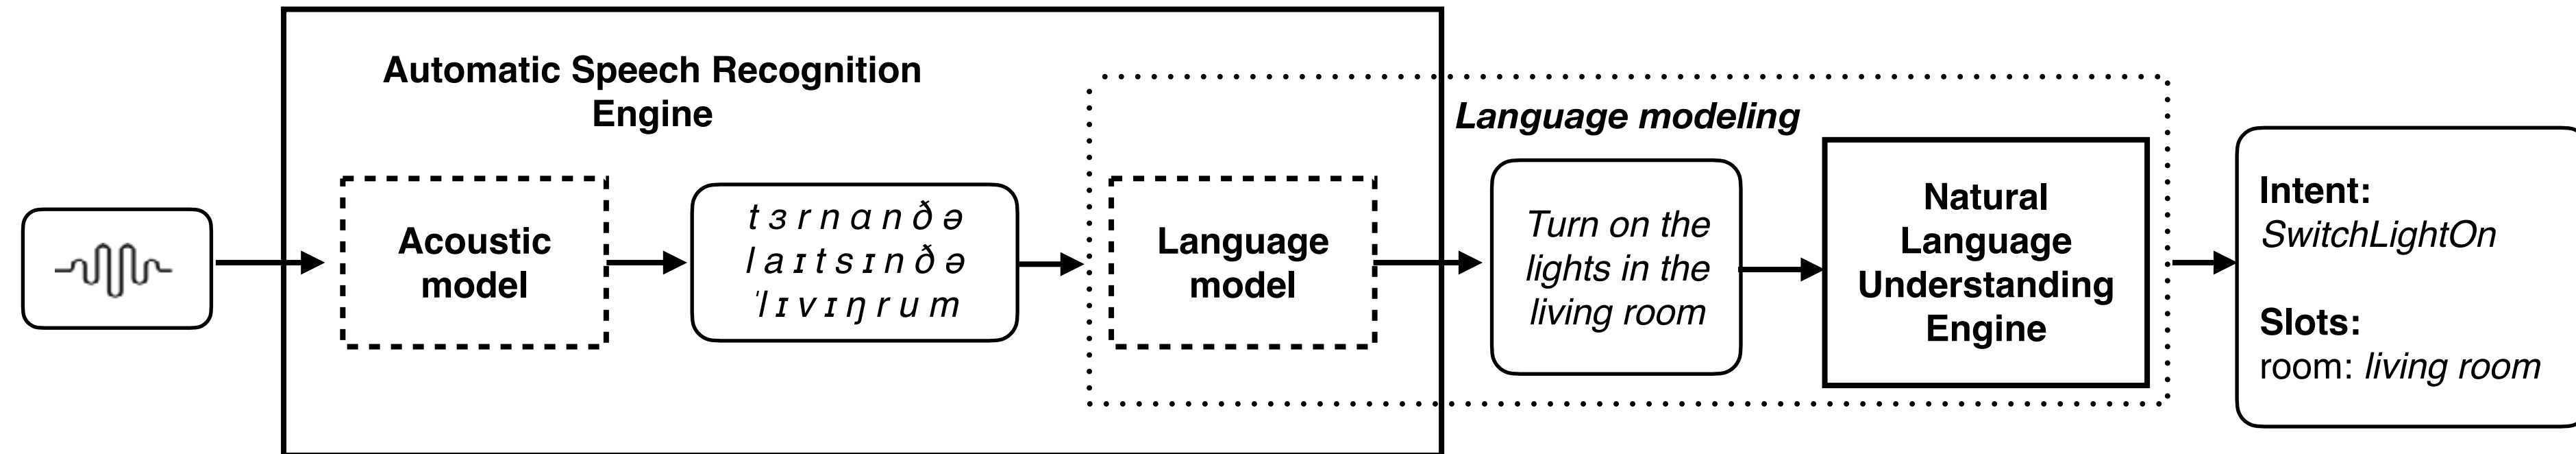 Automatic Speech Recognition
Engine
Language modeling
Acoustic
model
t ɜ r n ɑ n ð ə
l a ɪ t s ɪ n ð ə
ˈl ɪ v ɪ ŋ r u m
Language
model
Turn on the
lights in the
living room
Natural
Language
Understanding
Engine
Intent:
SwitchLightOn
Slots:
room: living room